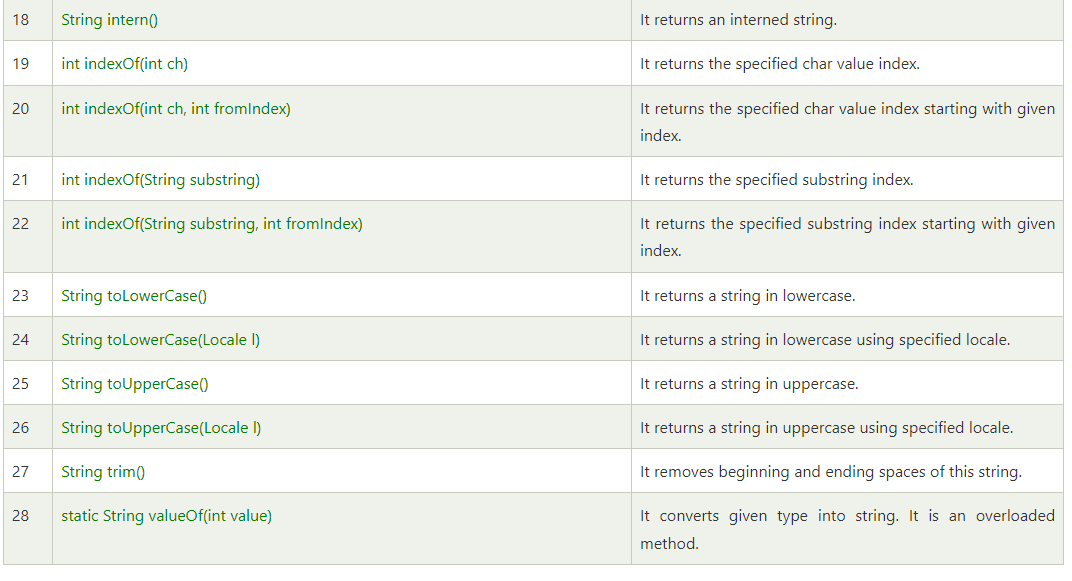 18 String intern() It returns an interned string.
19 int indexOf(int ch) It returns the specified char value index.
20 int indexOf(int ch, int fromIndex) It returns the specified char value index starting with given
index.
21 int indexOf(String substring) It returns the specified substring index.
22 int indexOf(String substring, int fromIndex) It returns the specified substring index starting with given
index.
23 String toLowerCase() It returns a string in lowercase.
24 String toLowerCase(Locale l) It returns a string in lowercase using specified locale.
25 String toUpperCase() It returns a string in uppercase.
26 String toUpperCase(Locale l) It returns a string in uppercase using specified locale.
27 String trim() It removes beginning and ending spaces of this string.
28 static String valueOf(int value) It converts given type into string. It is an overloaded
method.